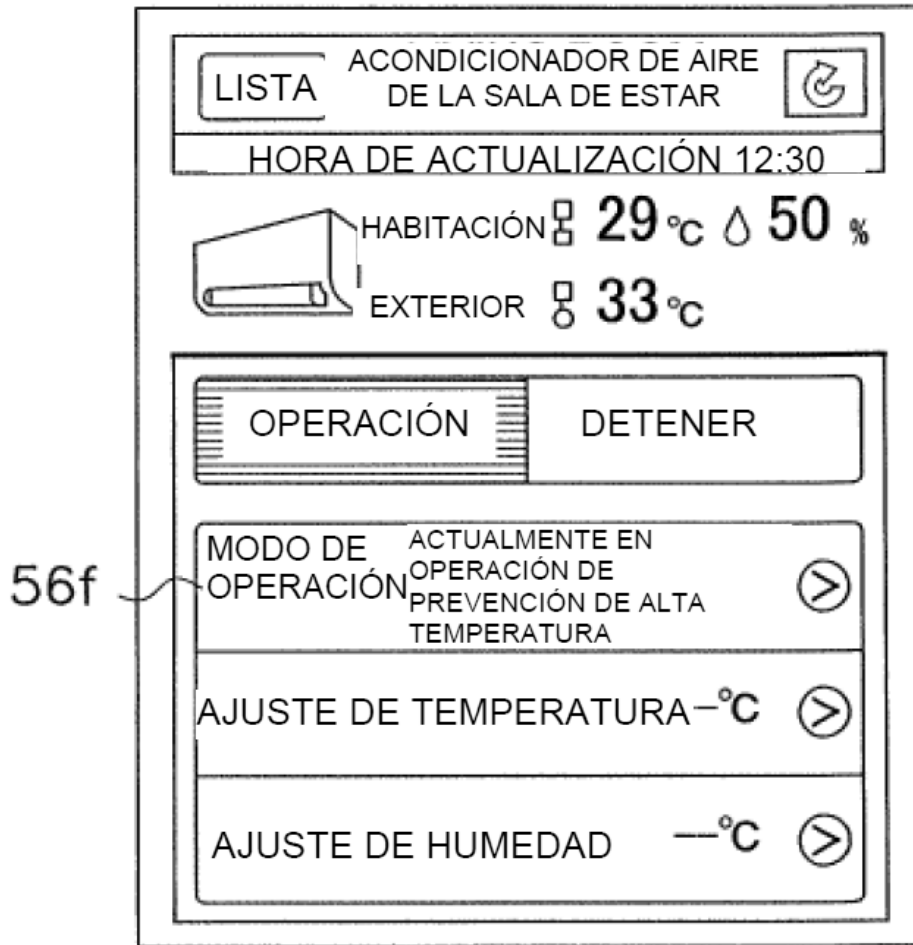 LISTA
ACONDICIONADOR DE AIRE
DE LA SALA DE ESTAR
HORA DE ACTUALIZACIÓN 12:30
HABITACIÓN 29 °C 50 %
EXTERIOR 33 °C
OPERACIÓN DETENER
56f
MODO DE
OPERACIÓN
ACTUALMENTE EN
OPERACIÓN DE
PREVENCIÓN DE ALTA
TEMPERATURA
AJUSTE DE TEMPERATURA –°C
AJUSTE DE HUMEDAD ––°C